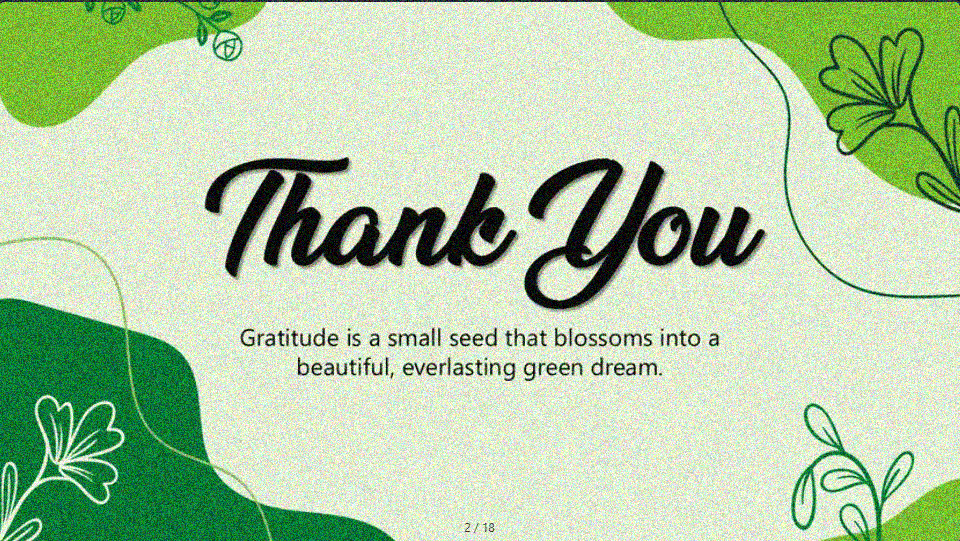 Thank You
Gratitude is a small seed that blossoms into a
beautiful, everlasting green dream.
2 / 18